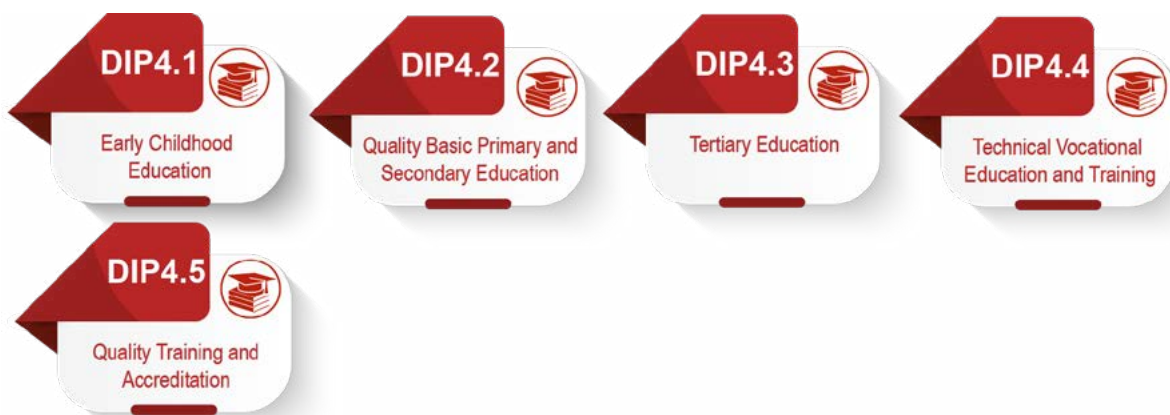 DIP4.1
Early Childhood
Education
DIP4.2
Quality Basic Primary and
Secondary Education
DIP4.3
Tertiary Education
DIP4.4
Technical Vocational
Education and Training
DIP4.5
Quality Training and
Accreditation